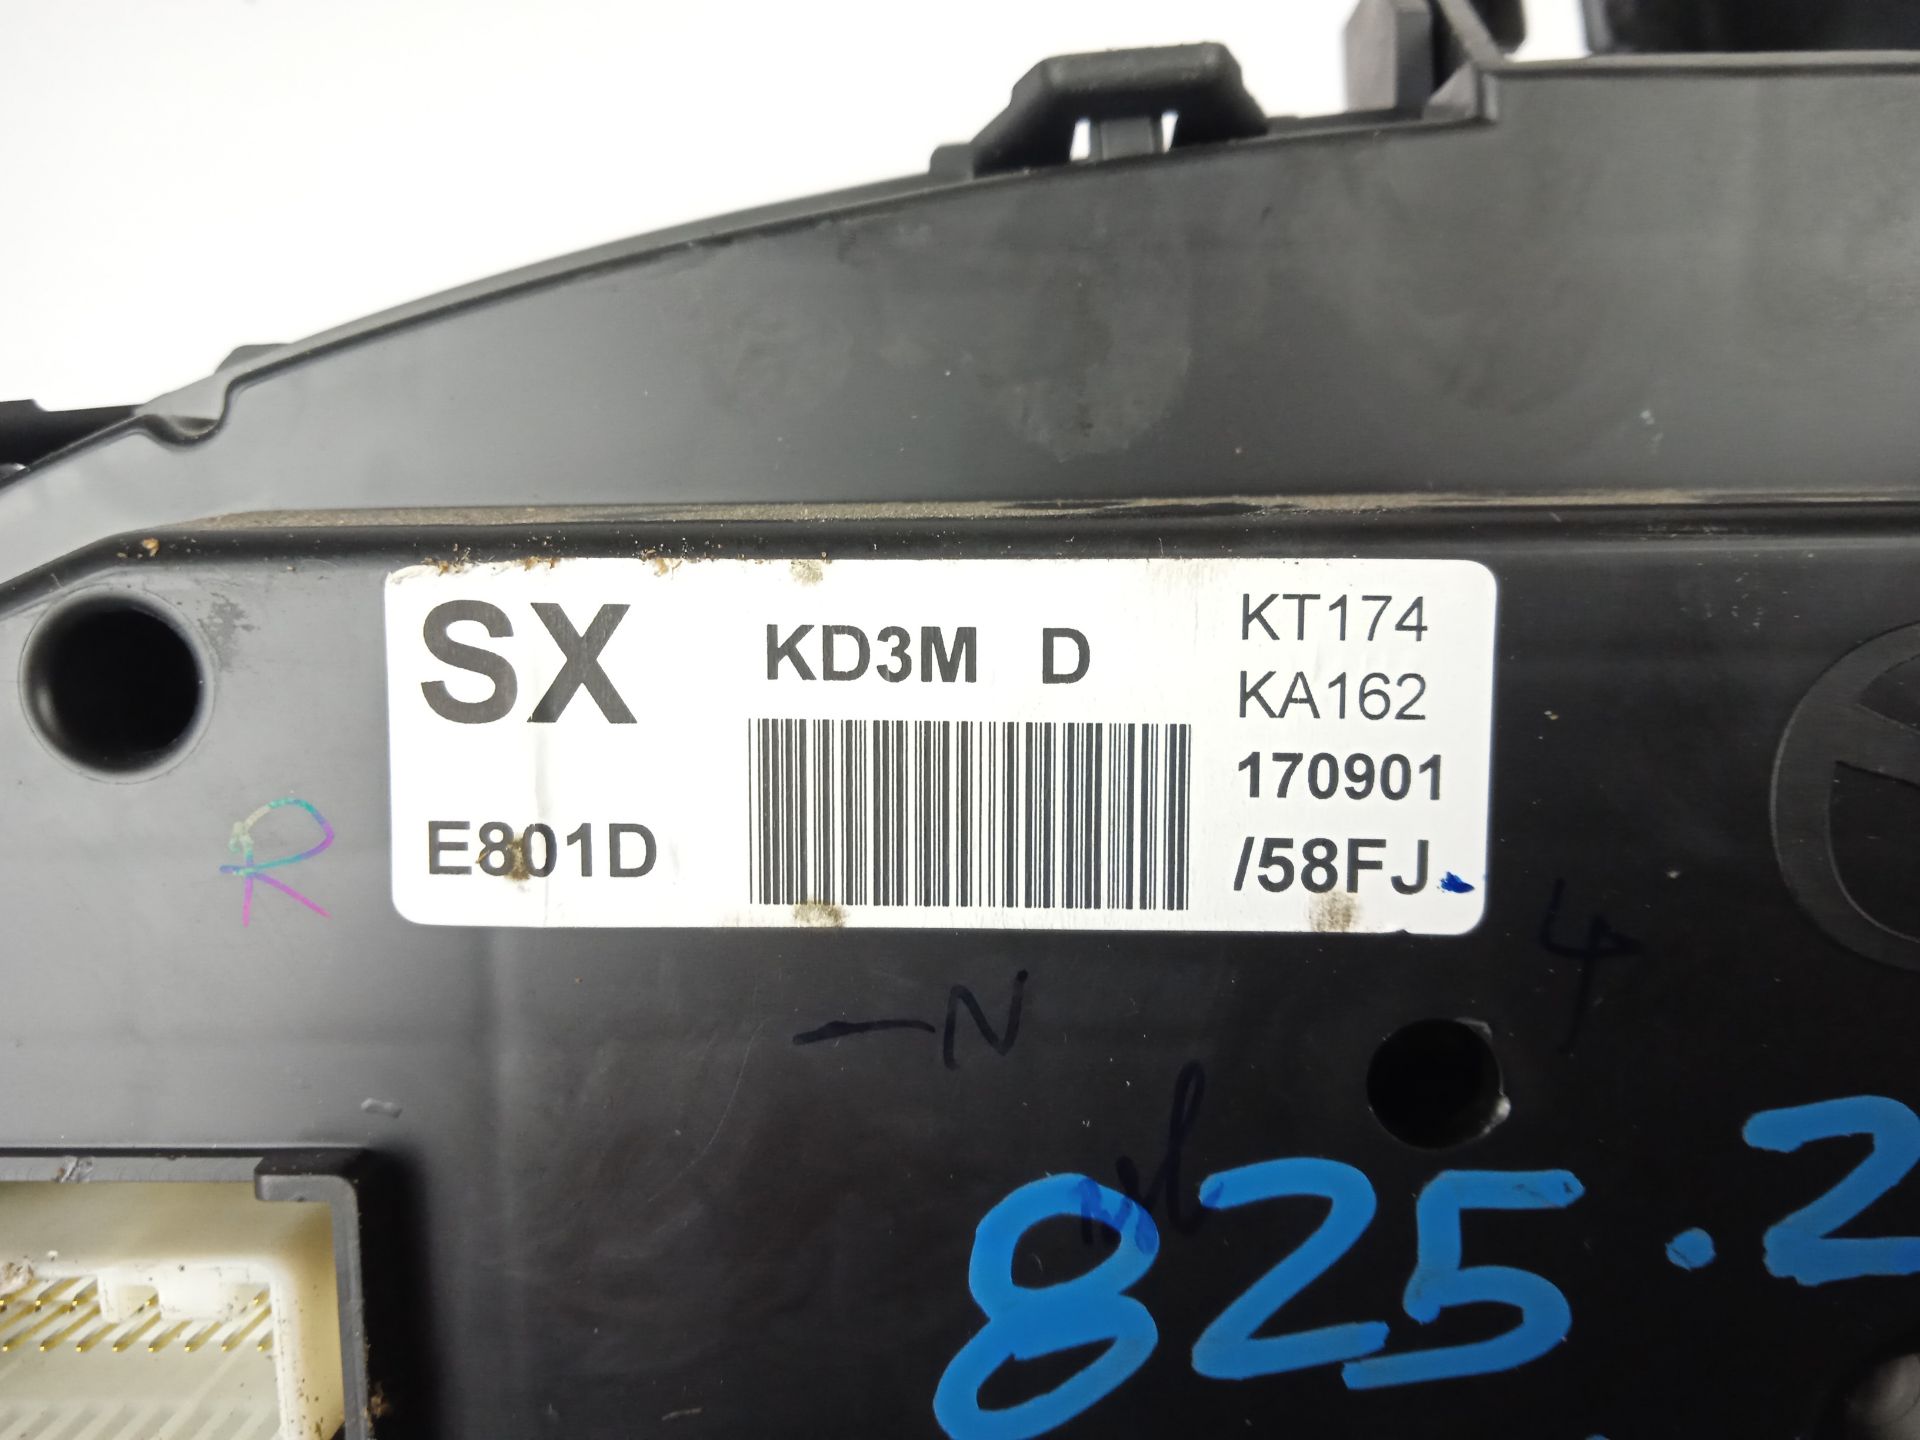 SX
KD3M D
KT174
KA162
170901
E801D
/58FJ
R
4
-N
825.2